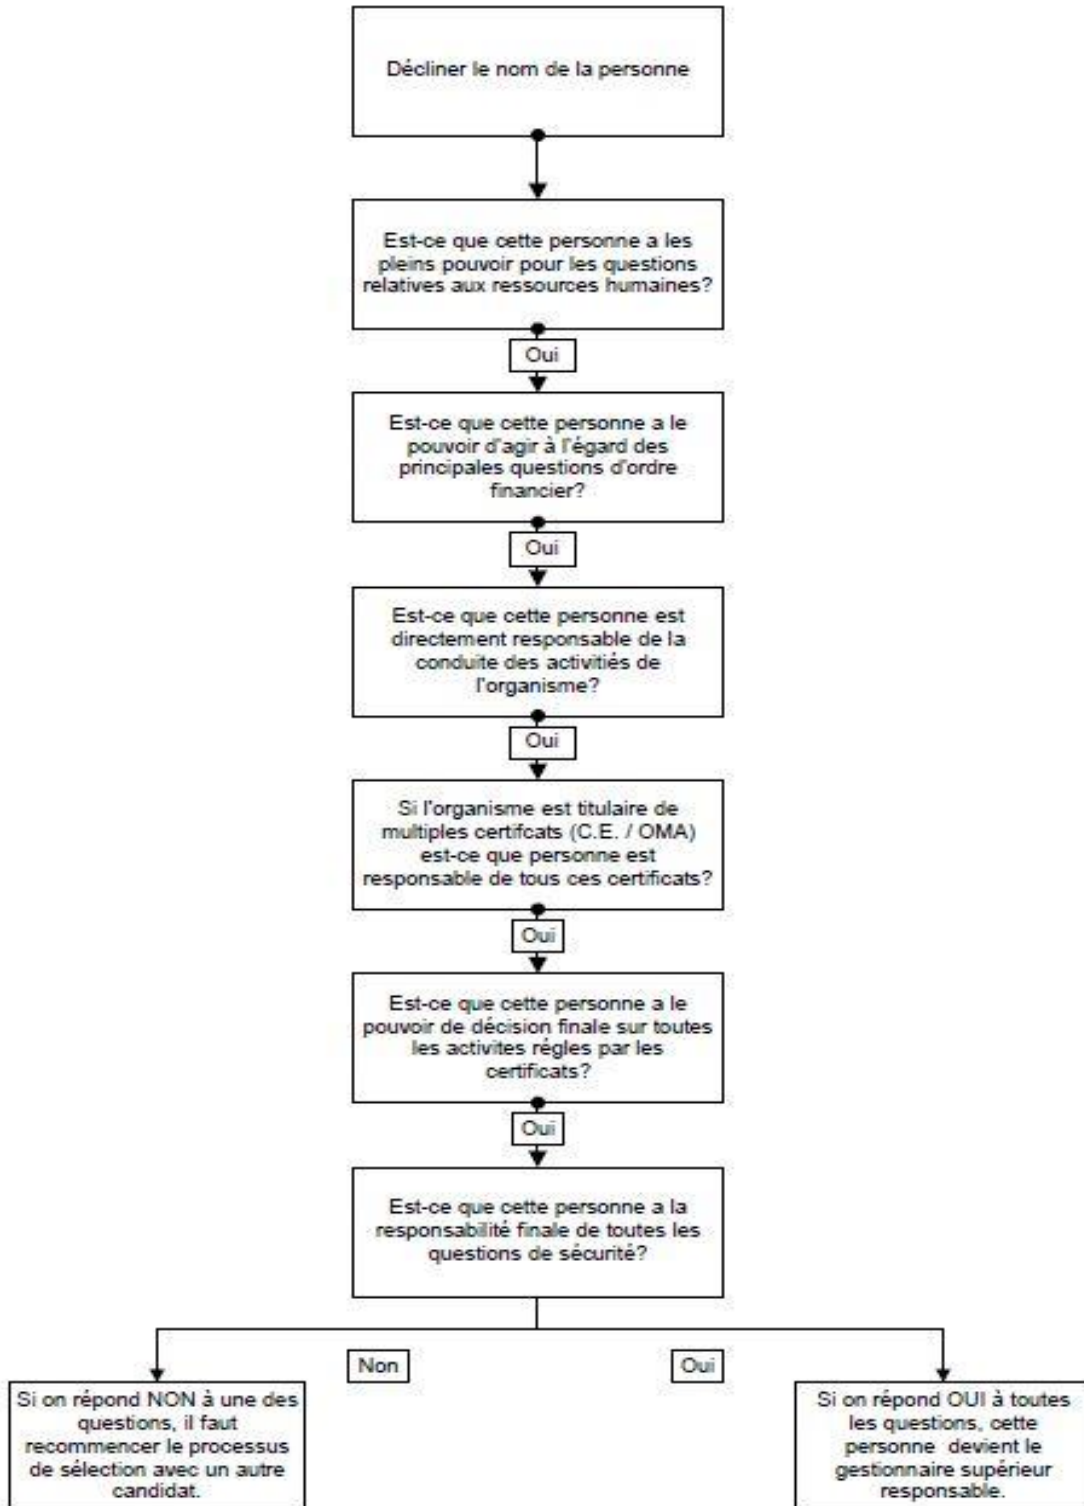 Décliner le nom de la personne
Est-ce que cette personne a les
pleins pouvoir pour les questions
relatives aux ressources humaines?
Oui
Est-ce que cette personne a le
pouvoir d'agir à l'égard des
principales questions d'ordre
financier?
Oui
Est-ce que cette personne est
directement responsable de la
conduite des activitiés de
l'organisme?
Oui
Si l'organisme est titulaire de
multiples certifcats (C.E. / OMA)
est-ce que personne est
responsable de tous ces certificats?
Oui
Est-ce que cette personne a le
pouvoir de décision finale sur toutes
les activites régles par les
certificats?
Oui
Est-ce que cette personne a la
responsabilité finale de toutes les
questions de sécurité?
Non
Oui
Si on répond NON à une des
questions, il faut
recommencer le processus
de sélection avec un autre
candidat.
Si on répond OUI à toutes
les questions, cette
personne devient le
gestionnaire supérieur
responsable.